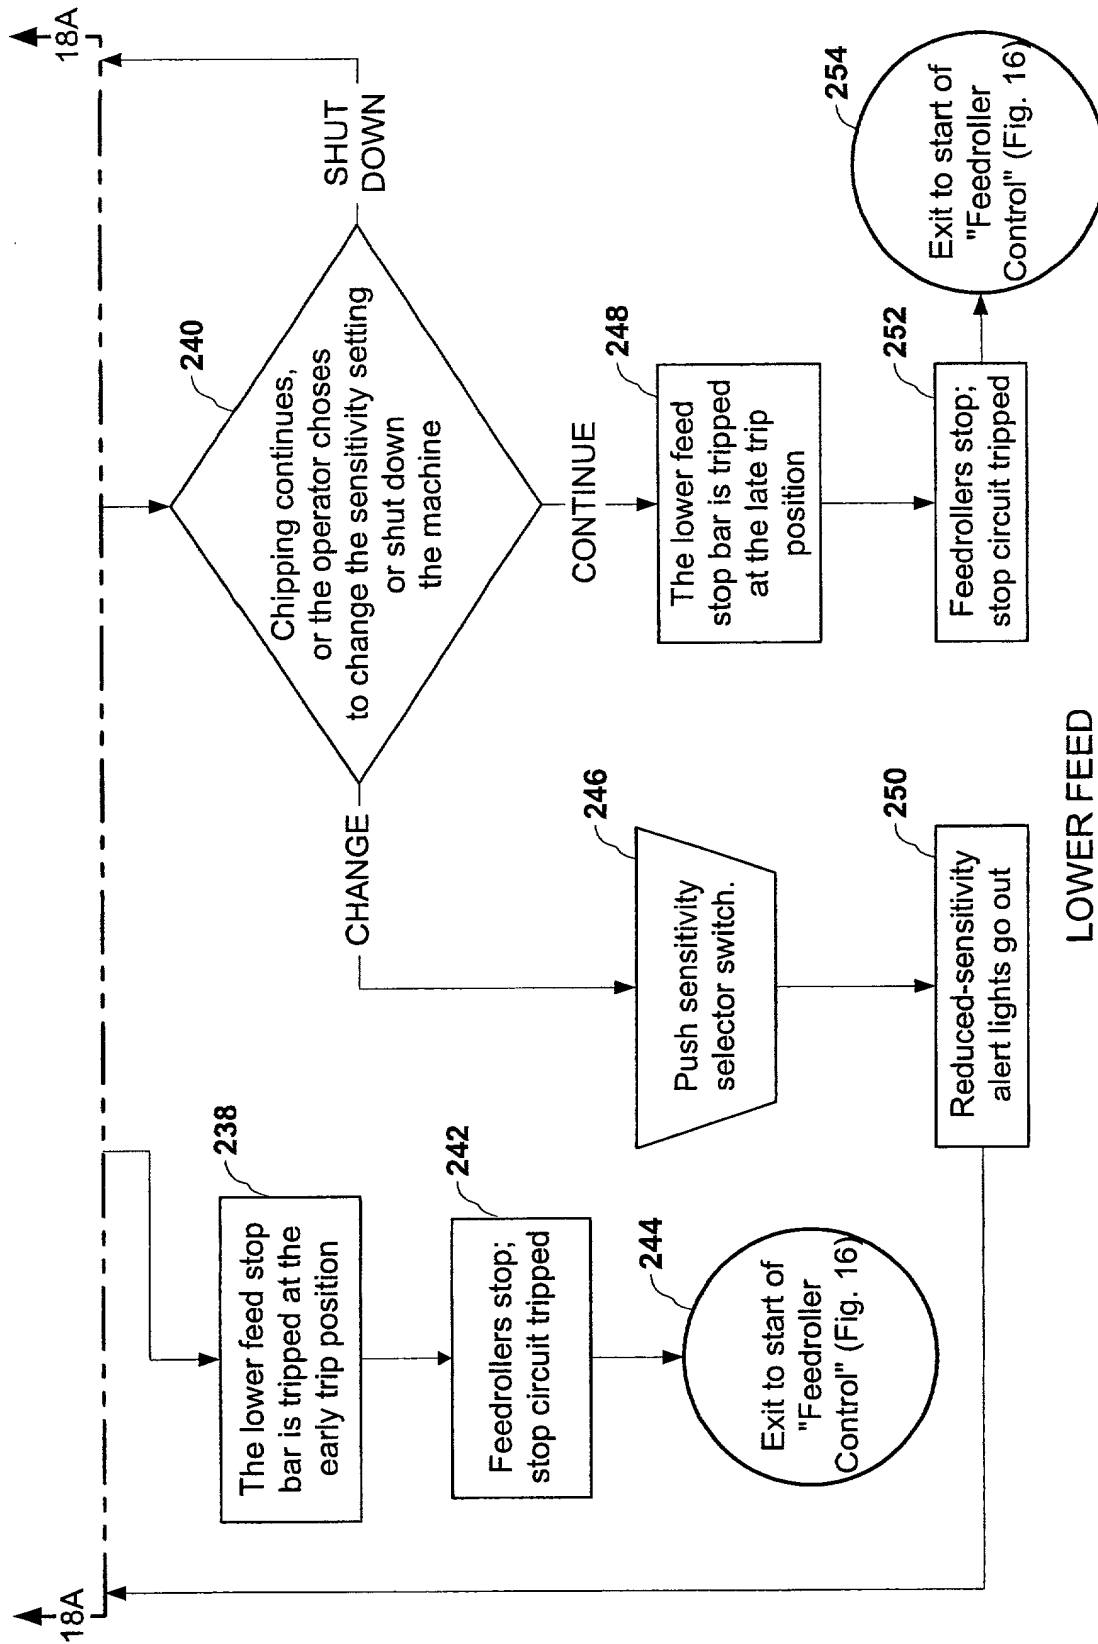 18A
18A
238
The lower feed stop
bar is tripped at the
early trip position
242
Feedrollers stop;
stop circuit tripped
244
Exit to start of
"Feedroller
Control" (Fig. 16)
240
Chipping continues,
or the operator choses
to change the sensitivity setting
or shut down
the machine
SHUT
DOWN
CHANGE
CONTINUE
246
Push sensitivity
selector switch.
250
Reduced-sensitivity
alert lights go out
248
The lower feed
stop bar is tripped
at the late trip
position
252
Feedrollers stop;
stop circuit tripped
254
Exit to start of
"Feedroller
Control" (Fig. 16)
LOWER FEED